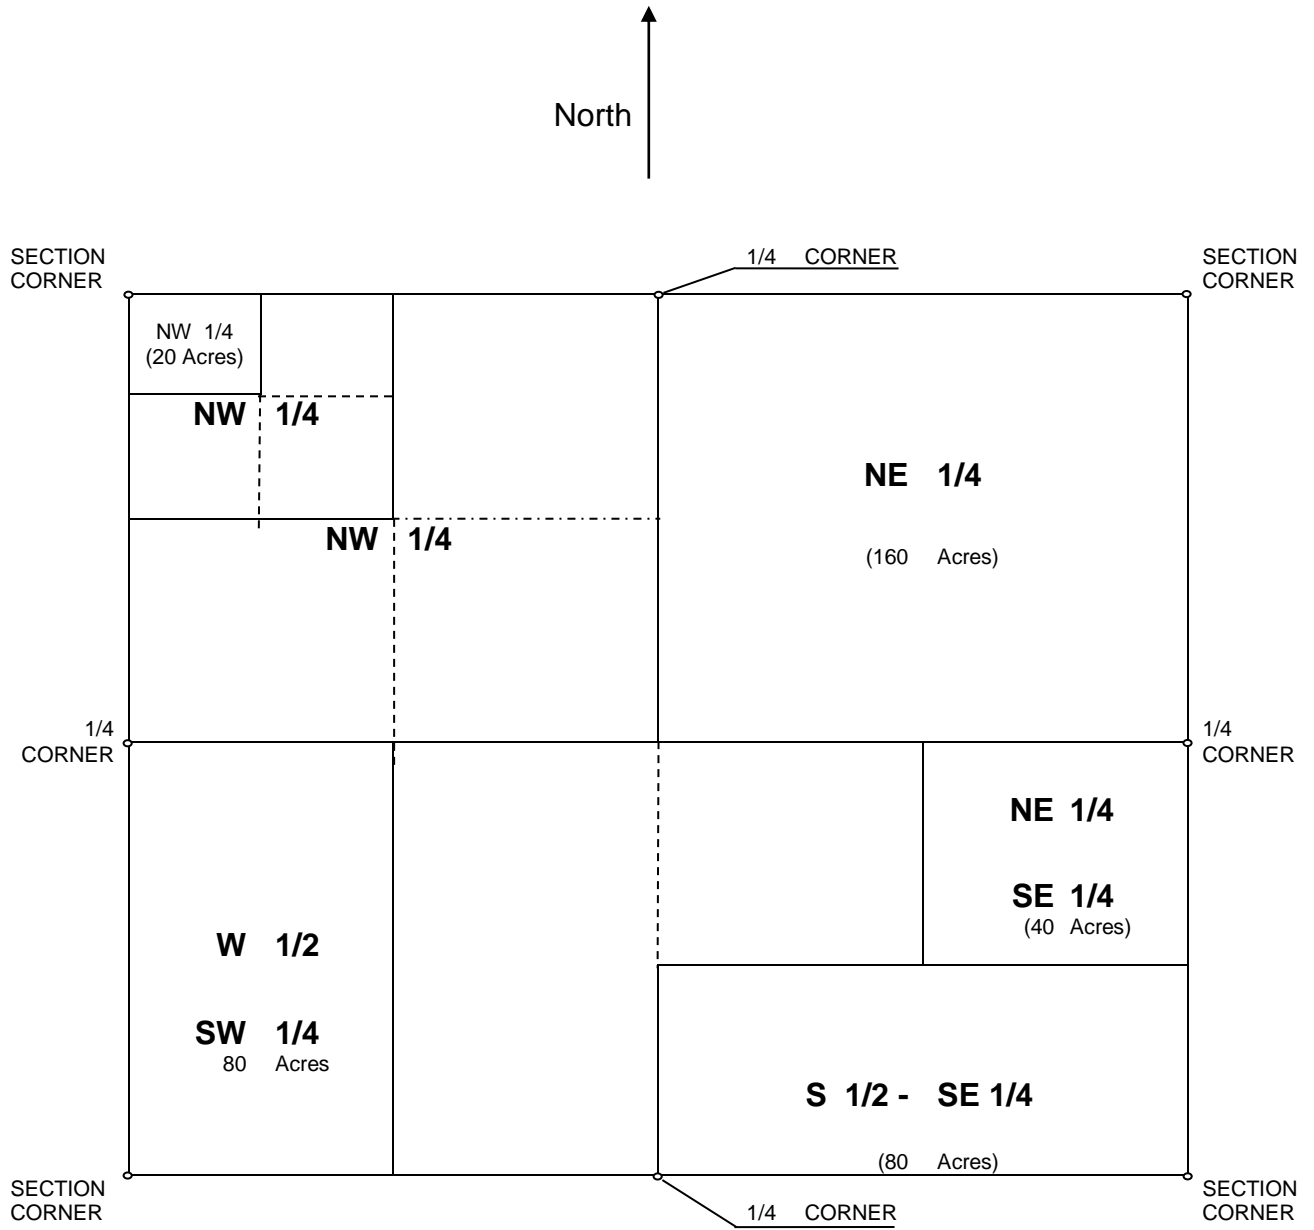 North
SECTION
CORNER
1/4 CORNER
SECTION
CORNER
NW 1/4
(20 Acres)
NW 1/4
NE 1/4
NW 1/4
(160 Acres)
1/4
CORNER
1/4
CORNER
NE 1/4
SE 1/4
(40 Acres)
W 1/2
SW 1/4
80 Acres
S 1/2 - SE 1/4
(80 Acres)
SECTION
CORNER
1/4 CORNER
SECTION
CORNER